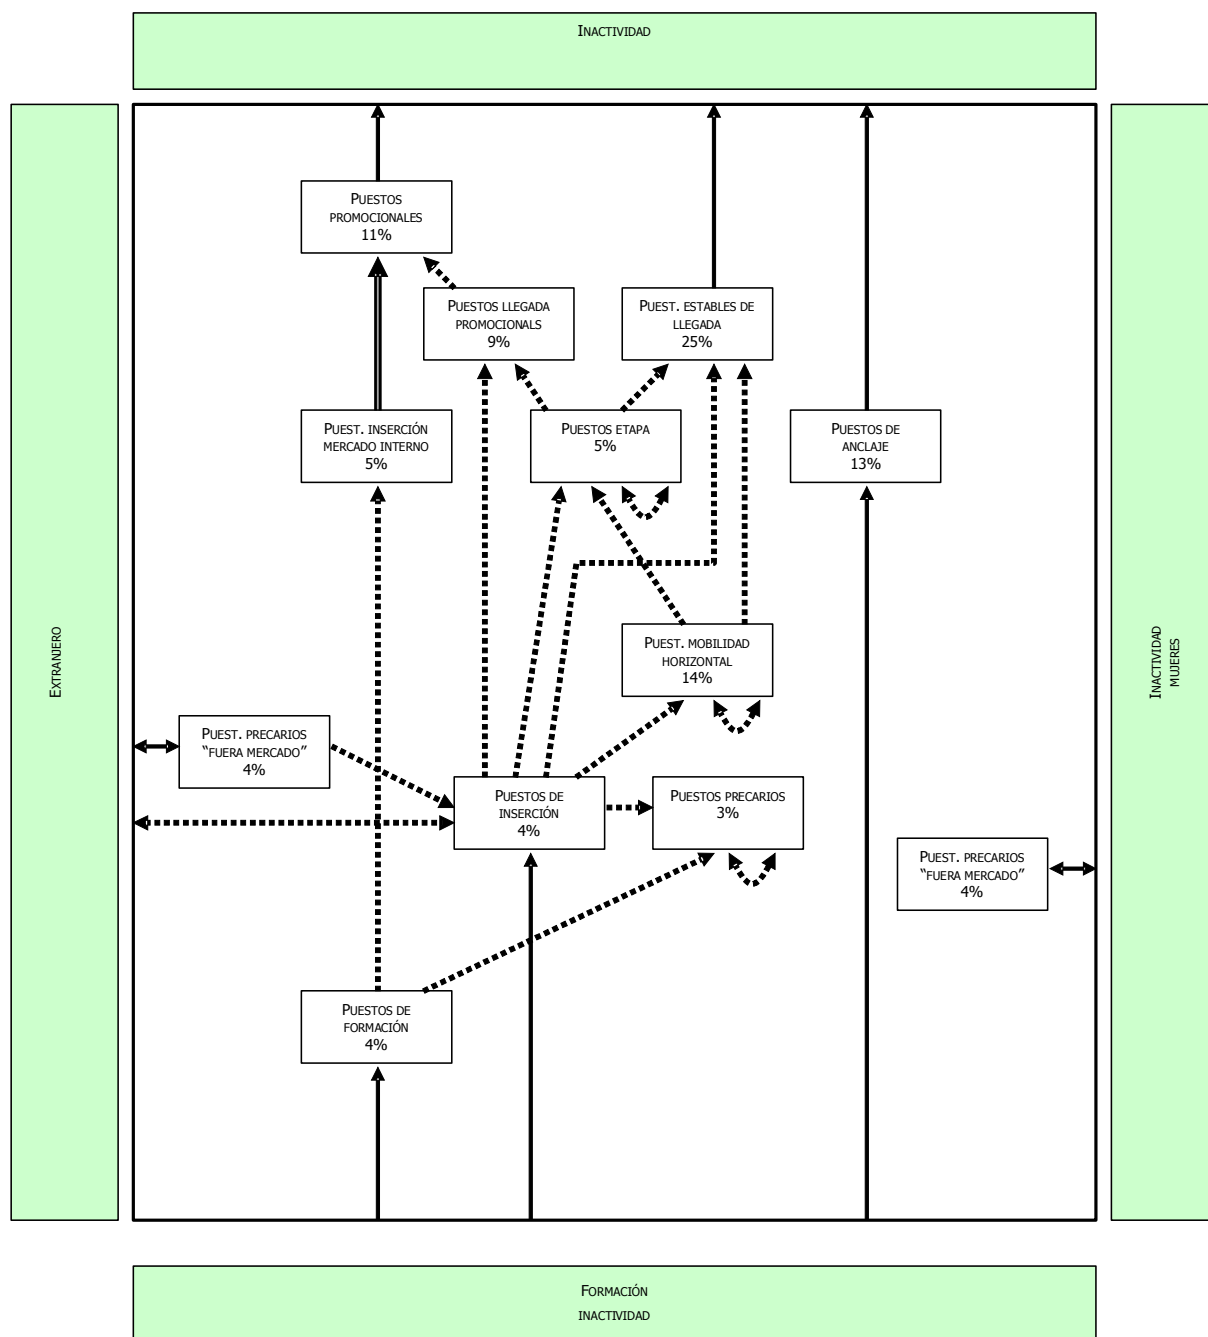 INACTIVIDAD
PUESTOS
PROMOCIONALES
11%
PUESTOS LLEGADA
PROMOCIONALS
9%
PUEST. ESTABLES DE
LLEGADA
25%
PUEST. INSERCIÓN
MERCADO INTERNO
5%
PUESTOS ETAPA
5%
PUESTOS DE
ANCLAJE
13%
EXTRANJERO
PUEST. MOBILIDAD
HORIZONTAL
14%
INACTIVIDAD
MUJERES
PUEST. PRECARIOS
“FUERA MERCADO”
4%
PUESTOS DE
INSERCIÓN
4%
PUESTOS PRECARIOS
3%
PUEST. PRECARIOS
“FUERA MERCADO”
4%
PUESTOS DE
FORMACIÓN
4%
FORMACIÓN
INACTIVIDAD